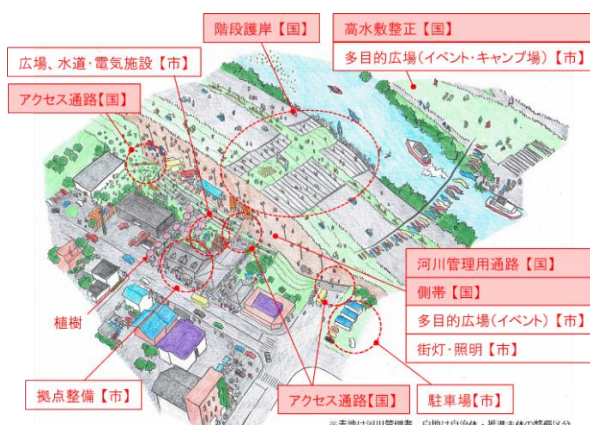 階段護岸【国】
高水敷整正【国】
多目的広場(イベント・キャンプ場)【市】
広場、水道・電気施設【市】
アクセス通路【国】
河川管理用通路【国】
側帯【国】
多目的広場(イベント)【市】
街灯・照明【市】
植樹
拠点整備【市】
アクセス通路【国】
駐車場【市】